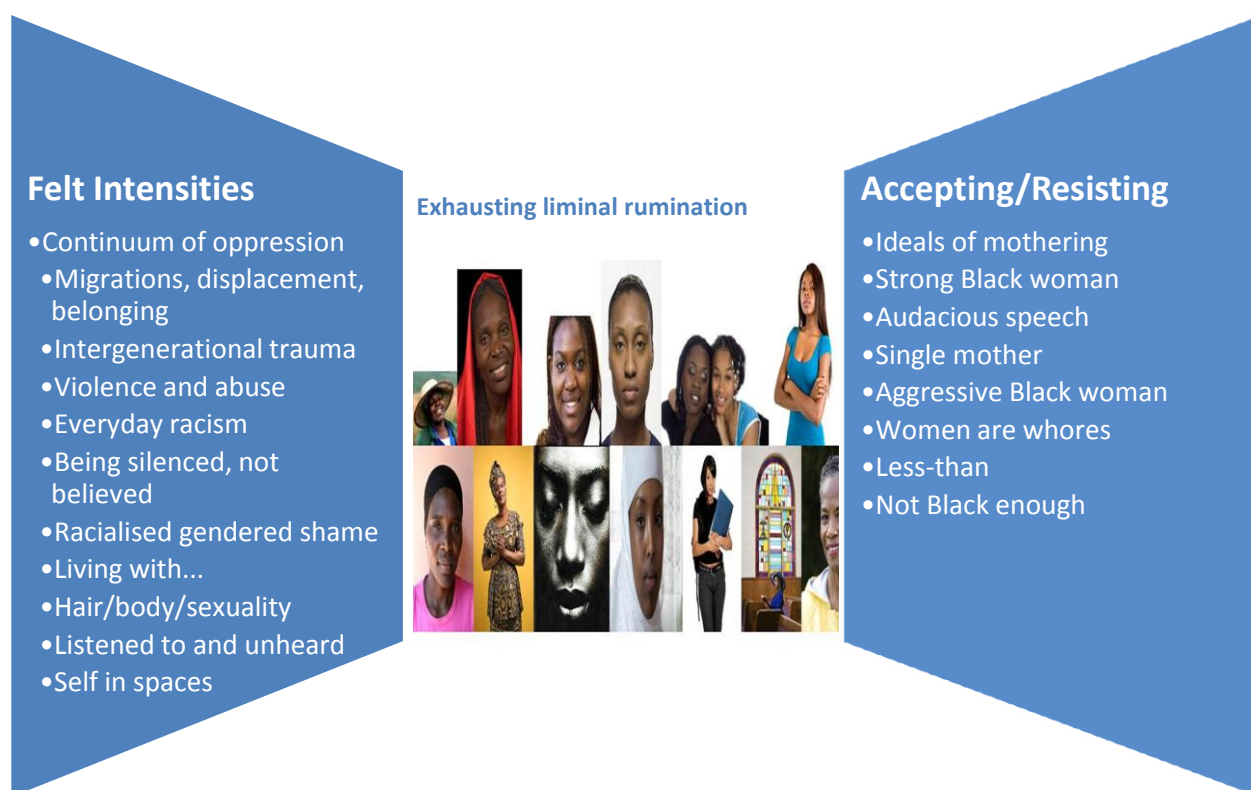 Felt Intensities
•Continuum of oppression
•Migrations, displacement,
belonging
•Intergenerational trauma
•Violence and abuse
•Everyday racism
•Being silenced, not
believed
•Racialised gendered shame
•Living with...
•Hair/body/sexuality
•Listened to and unheard
•Self in spaces
Exhausting liminal rumination
Accepting/Resisting
•Ideals of mothering
•Strong Black woman
•Audacious speech
•Single mother
•Aggressive Black woman
•Women are whores
•Less-than
•Not Black enough